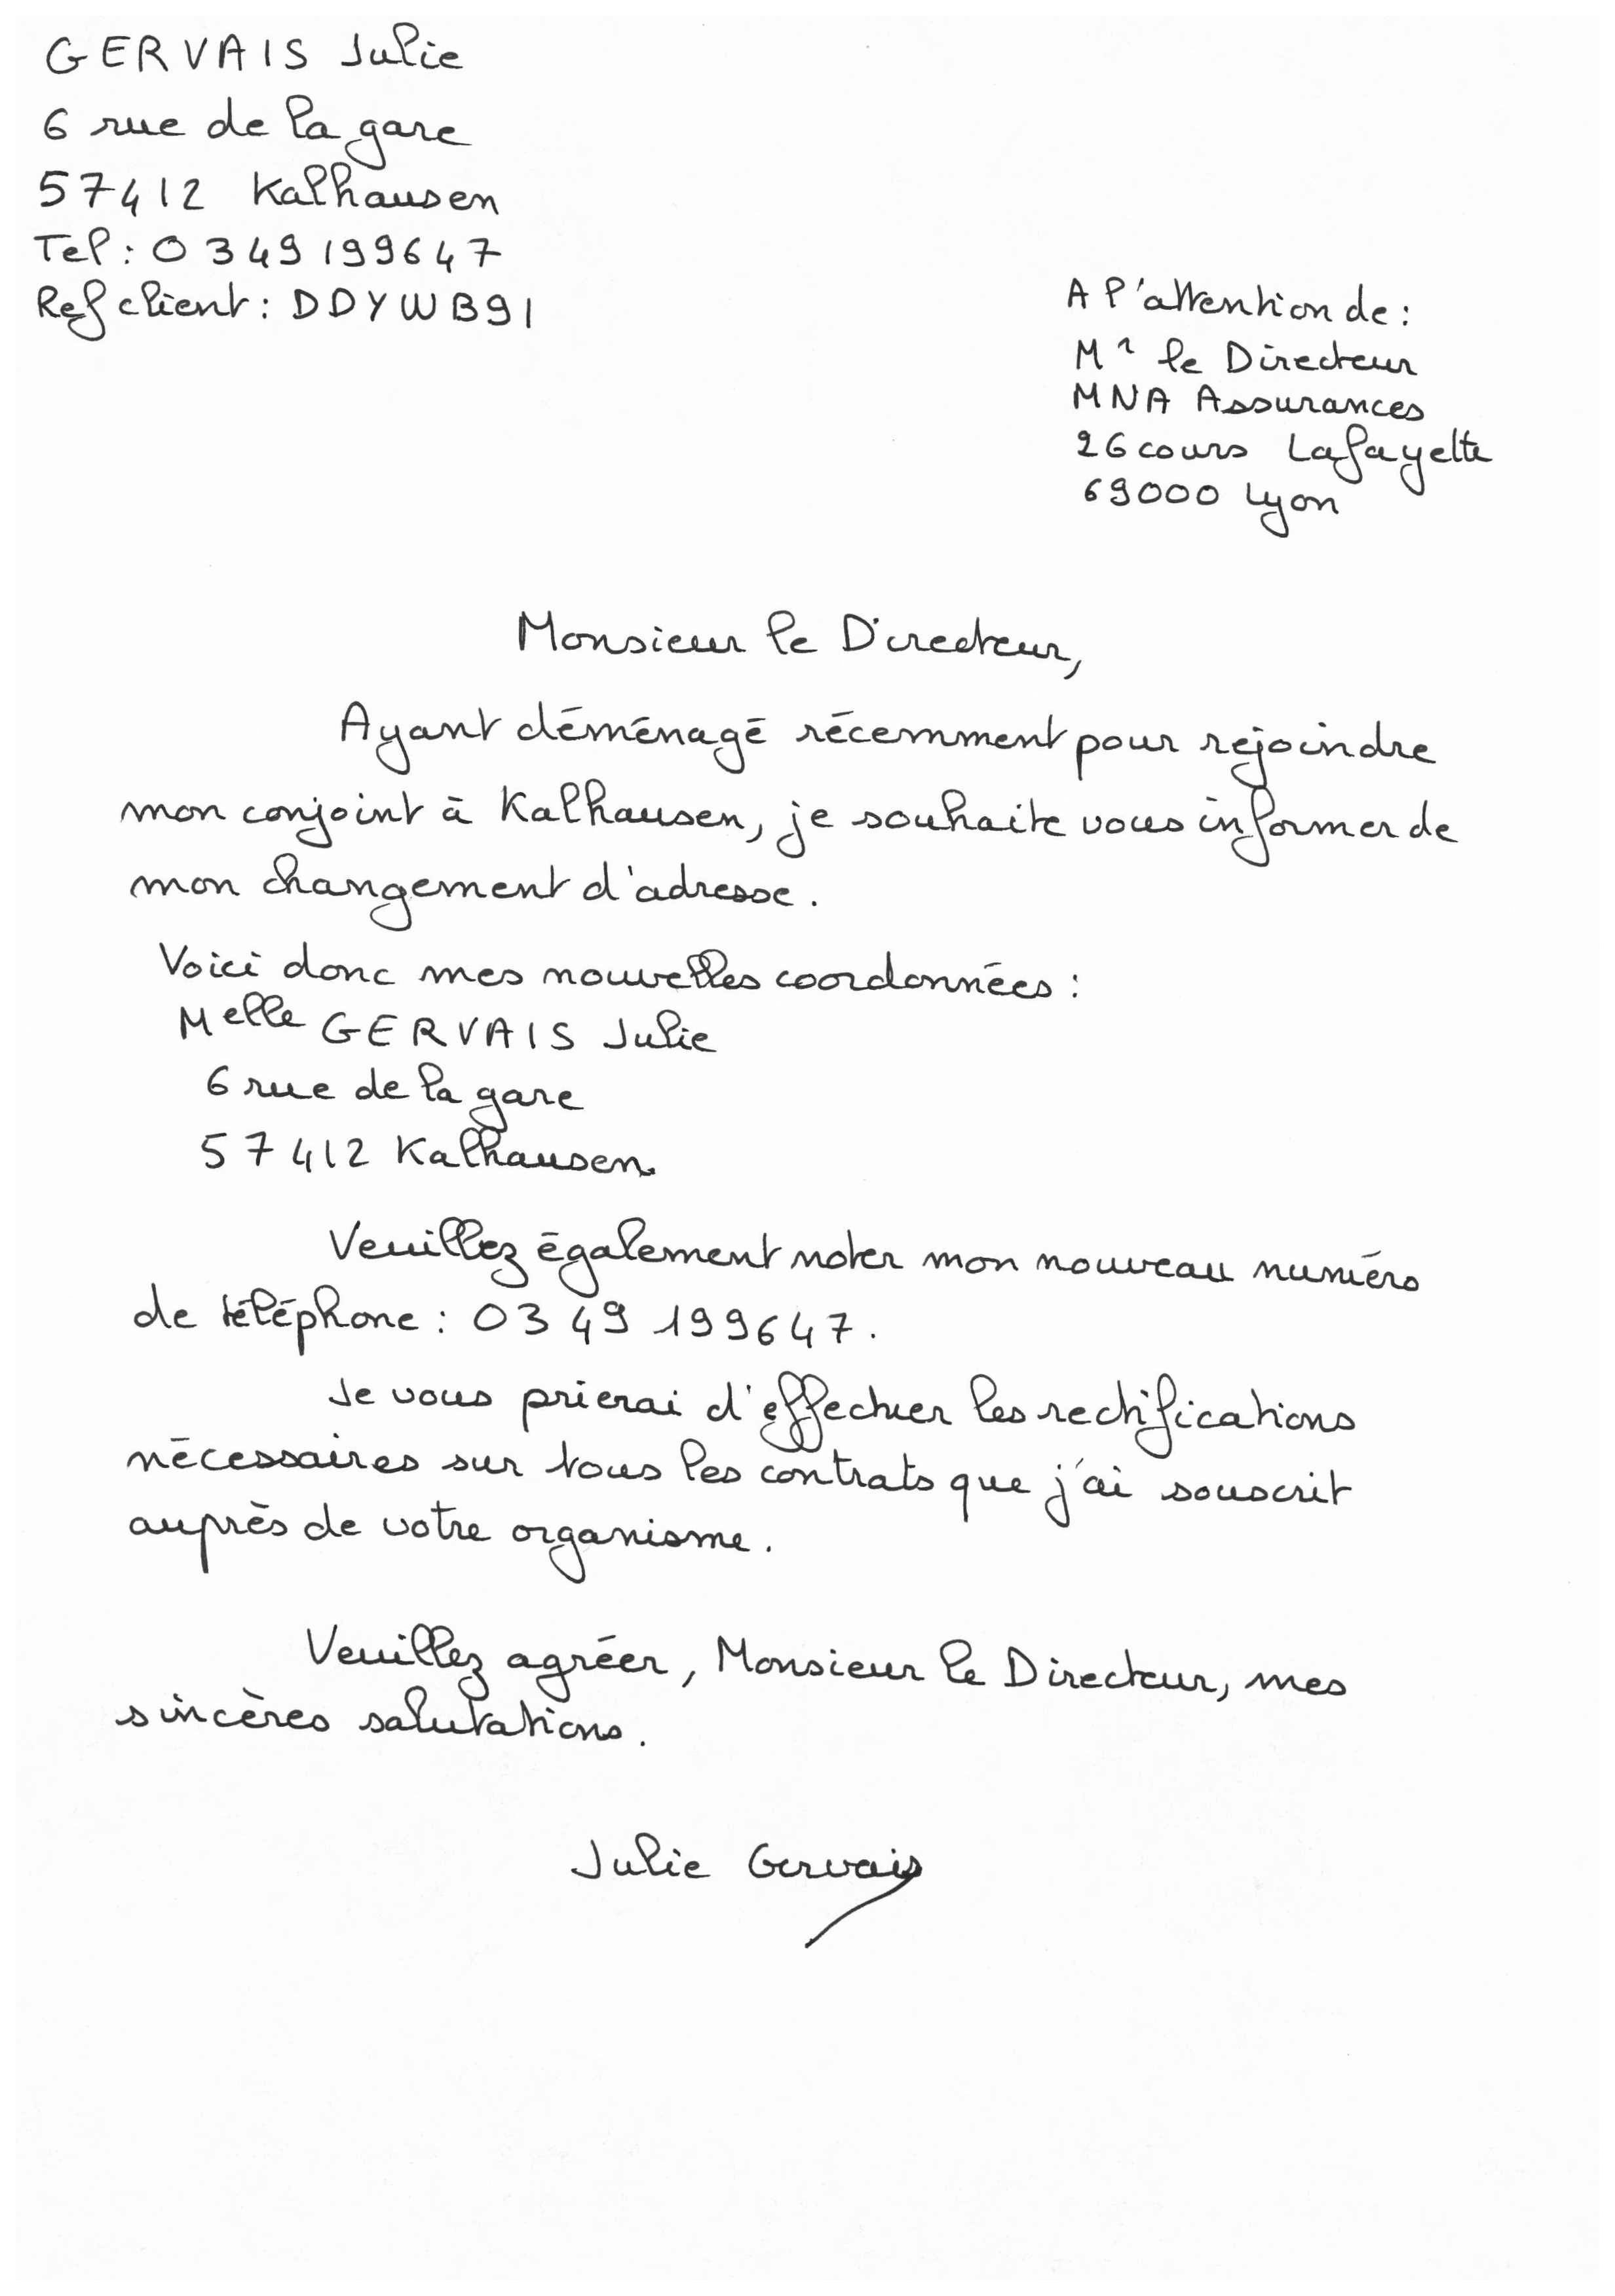 GERVAIS Julie
6 rue de la gare
57412 Kalhausen
Tel : 0349199647
Ref client : DDYWB91
A l'attention de :
Mr le Directeur
MNA Assurances
26 cours Lafayette
69000 Lyon
Monsieur le Directeur,
Ayant déménagé récemment pour rejoindre
mon conjoint à Kalhausen, je souhaite vous informer de
mon changement d'adresse.
Voici donc mes nouvelles coordonnées :
Melle GERVAIS Julie
6 rue de la gare
57412 Kalhausen.
Veuillez également noter mon nouveau numéro
de téléphone : 03 49 199647.
Je vous prierai d'effectuer les rectifications
nécessaires sur tous les contrats que j'ai souscrit
auprès de votre organisme.
Veuillez agréer, Monsieur le Directeur, mes
sincères salutations.
Julie Gervais